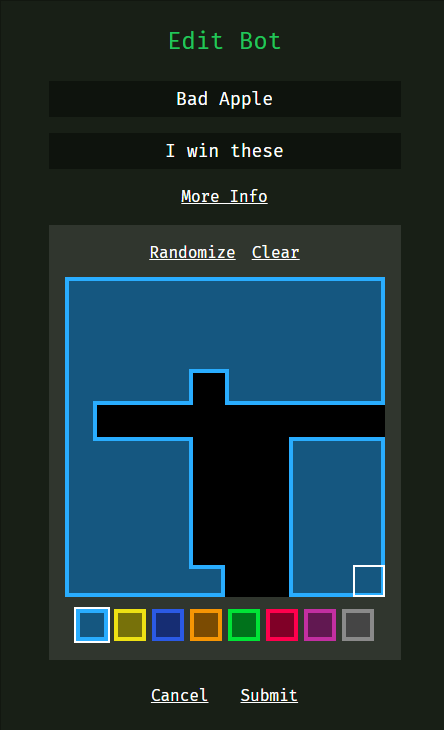 Edit Bot
Bad Apple
I win these
More Info
Randomize Clear
Cancel Submit